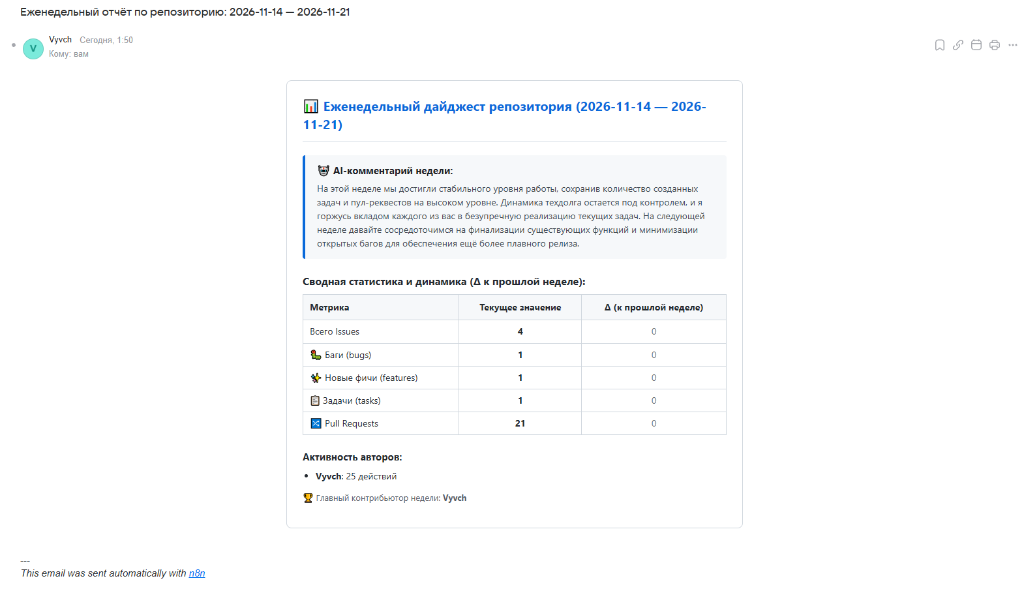 Еженедельный отчёт по репозиторию: 2026-11-14 — 2026-11-21
V
Vyvch Сегодня, 1:50
Кому: вам
Еженедельный дайджест репозитория (2026-11-14 — 2026-
11-21)
AI-комментарий недели:
На этой неделе мы достигли стабильного уровня работы, сохранив количество созданных
задач и пул-реквестов на высоком уровне. Динамика техдолга остается под контролем, и я
горжусь вкладом каждого из вас в безупречную реализацию текущих задач. На следующей
неделе давайте сосредоточимся на финализации существующих функций и минимизации
открытых багов для обеспечения ещё более плавного релиза.
Сводная статистика и динамика (Δ к прошлой неделе):
Метрика Текущее значение Δ (к прошлой неделе)
Всего Issues 4 0
Баги (bugs) 1 0
Новые фичи (features) 1 0
Задачи (tasks) 1 0
Pull Requests 21 0
Активность авторов:
• Vyvch: 25 действий
Главный контрибьютор недели: Vyvch
---
This email was sent automatically with n8n